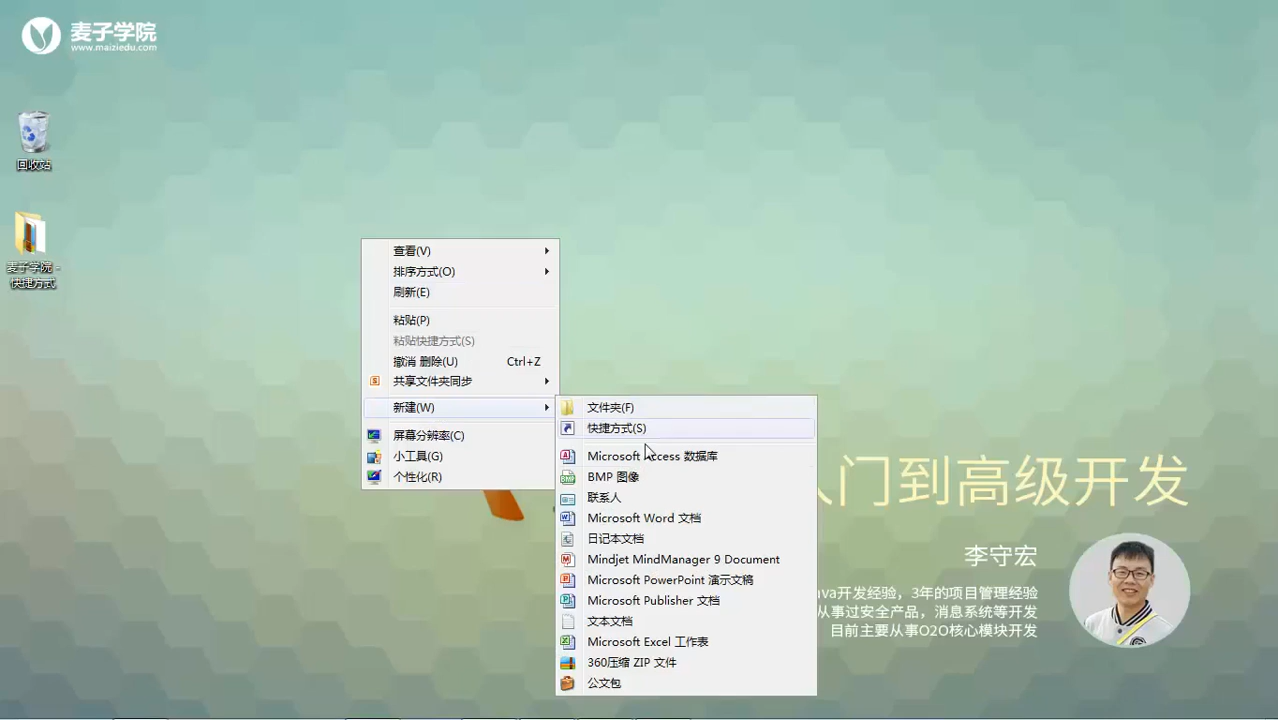 麦子学院
www.maiziedu.com
回收站
麦子学院 -
快捷方式
查看(V)
排序方式(O)
刷新(E)
粘贴(P)
粘贴快捷方式(S)
撤消 删除(U) Ctrl+Z
共享文件夹同步
新建(W)
屏幕分辨率(C)
小工具(G)
个性化(R)
文件夹(F)
快捷方式(S)
Microsoft Access 数据库
BMP 图像
联系人
Microsoft Word 文档
日记本文档
Mindjet MindManager 9 Document
Microsoft PowerPoint 演示文稿
Microsoft Publisher 文档
文本文档
Microsoft Excel 工作表
360压缩 ZIP 文件
公文包
门到高级开发
李守宏
开发经验，3年的项目管理经验
从事过安全产品，消息系统等开发
目前主要从事O2O核心模块开发